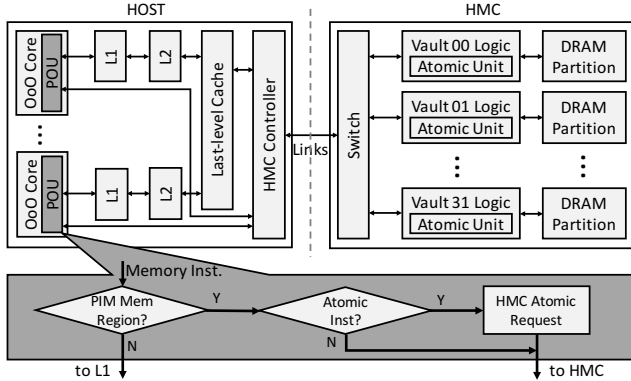 HOST
HMC
OoO Core
POU
L1
L2
Last-level Cache
HMC Controller
Links
Switch
Vault 00 Logic
Atomic Unit
DRAM
Partition
Vault 01 Logic
Atomic Unit
DRAM
Partition
...
OoO Core
POU
L1
L2
...
...
Vault 31 Logic
Atomic Unit
DRAM
Partition
Memory Inst.
PIM Mem
Region?
Y
Atomic
Inst?
Y
HMC Atomic
Request
N
N
to L1
to HMC